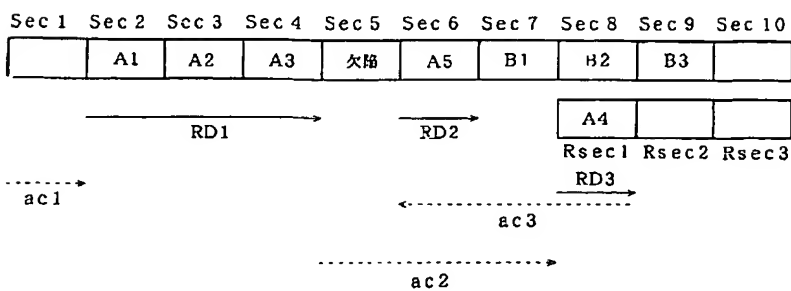 Sec 1 Sec 2 Sec 3 Sec 4 Sec 5 Sec 6 Sec 7 Sec 8 Sec 9 Sec 10
A1 A2 A3 欠陥 A5 B1 B2 B3
A4
RD1 RD2
Rsec1 Rsec2 Rsec3
RD3
ac1
ac3
ac2